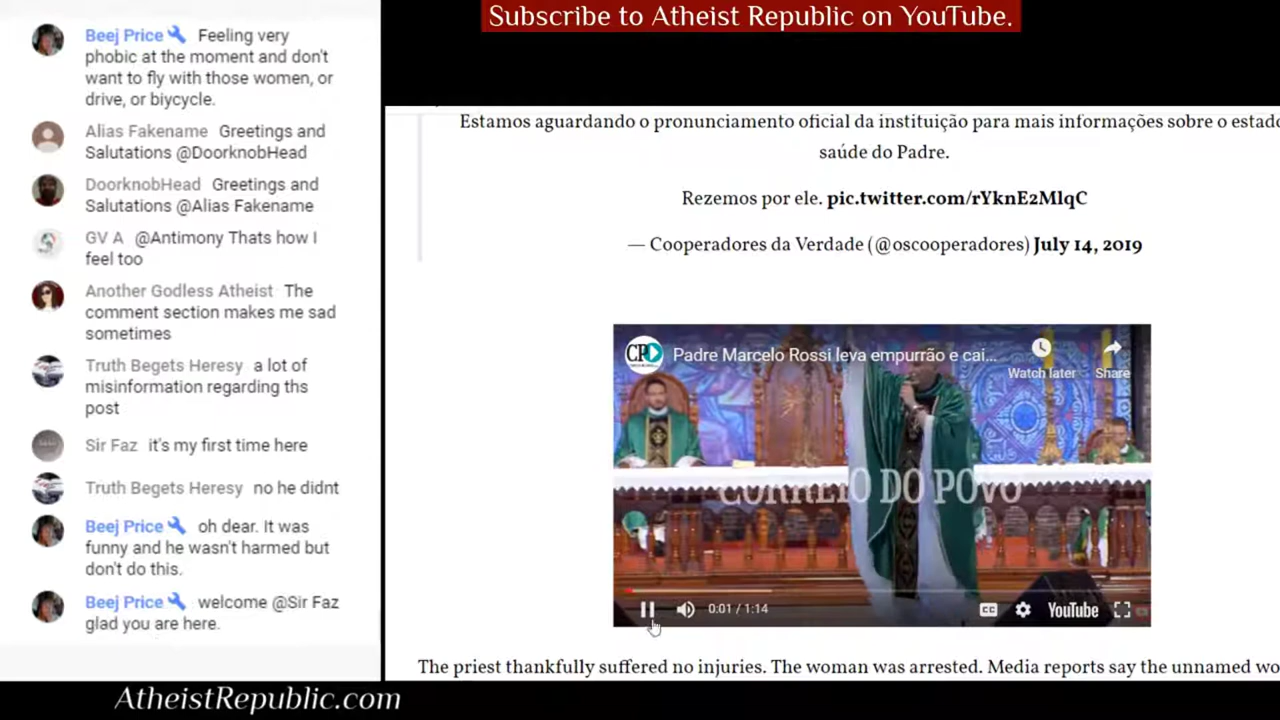 Subscribe to Atheist Republic on YouTube.
Beej Price Feeling very
phobic at the moment and don't
want to fly with those women, or
drive, or biycycle.
Alias Fakename Greetings and
Salutations @DoorknobHead
DoorknobHead Greetings and
Salutations @Alias Fakename
GV A @Antimony Thats how I
feel too
Another Godless Atheist The
comment section makes me sad
sometimes
Truth Begets Heresy a lot of
misinformation regarding ths
post
Sir Faz it's my first time here
Truth Begets Heresy no he didnt
Beej Price oh dear. It was
funny and he wasn't harmed but
don't do this.
Beej Price welcome @Sir Faz
glad you are here.
Estamos aguardando o pronunciamento oficial da instituição para mais informações sobre o estado
saúde do Padre.
Rezemos por ele. pic.twitter.com/rYknE2MlqC
— Cooperadores da Verdade (@oscooperadores) July 14, 2019
CP
Padre Marcelo Rossi leva empurrão e cai...
Watch later
Share
CORREIO DO POVO
0:01 / 1:14
CC
YouTube
The priest thankfully suffered no injuries. The woman was arrested. Media reports say the unnamed wo
AtheistRepublic.com